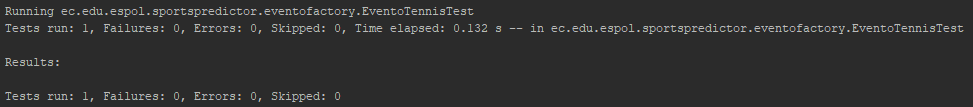 Running ec.edu.espol.sportspredictor.eventofactory.EventoTennisTest
Tests run: 1, Failures: 0, Errors: 0, Skipped: 0, Time elapsed: 0.132 s -- in ec.edu.espol.sportspredictor.eventofactory.EventoTennisTest
Results:
Tests run: 1, Failures: 0, Errors: 0, Skipped: 0